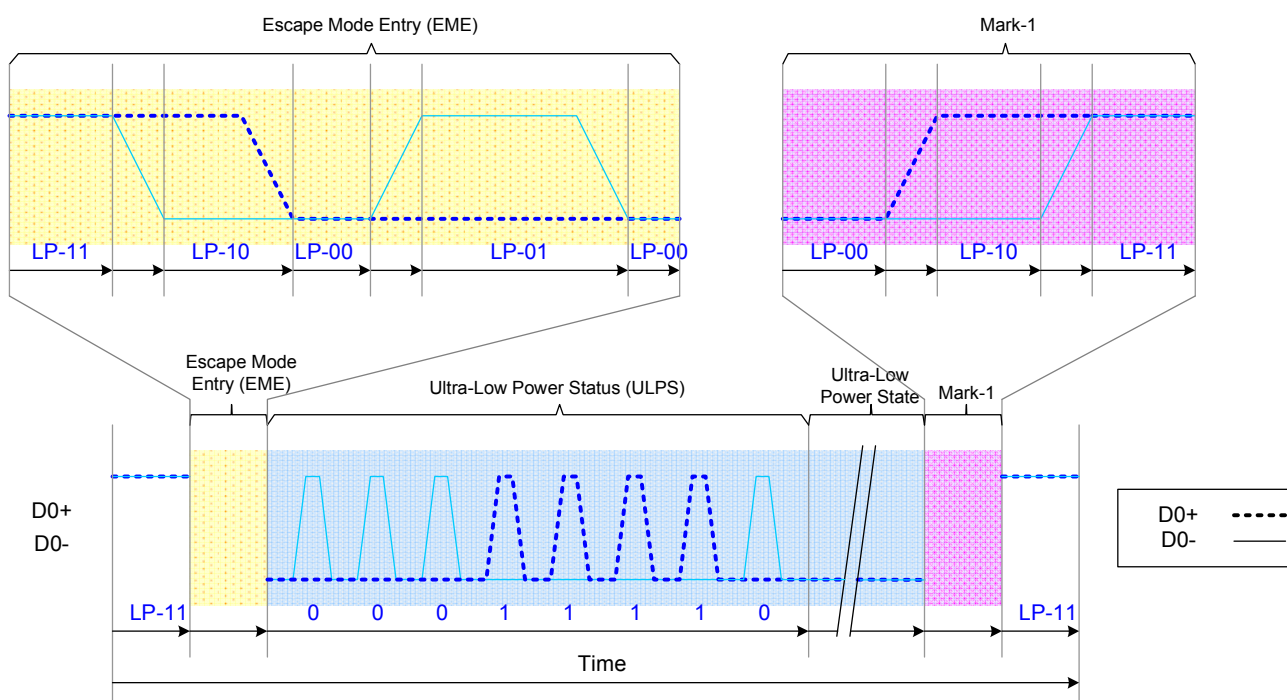 Escape Mode Entry (EME)
Mark-1
LP-11
LP-10
LP-00
LP-01
LP-00
LP-00
LP-10
LP-11
Escape Mode
Entry (EME)
Ultra-Low Power Status (ULPS)
Ultra-Low
Power State
Mark-1
D0+
D0-
D0+
D0-
LP-11
0 0 0 1 1 1 1 0
LP-11
Time